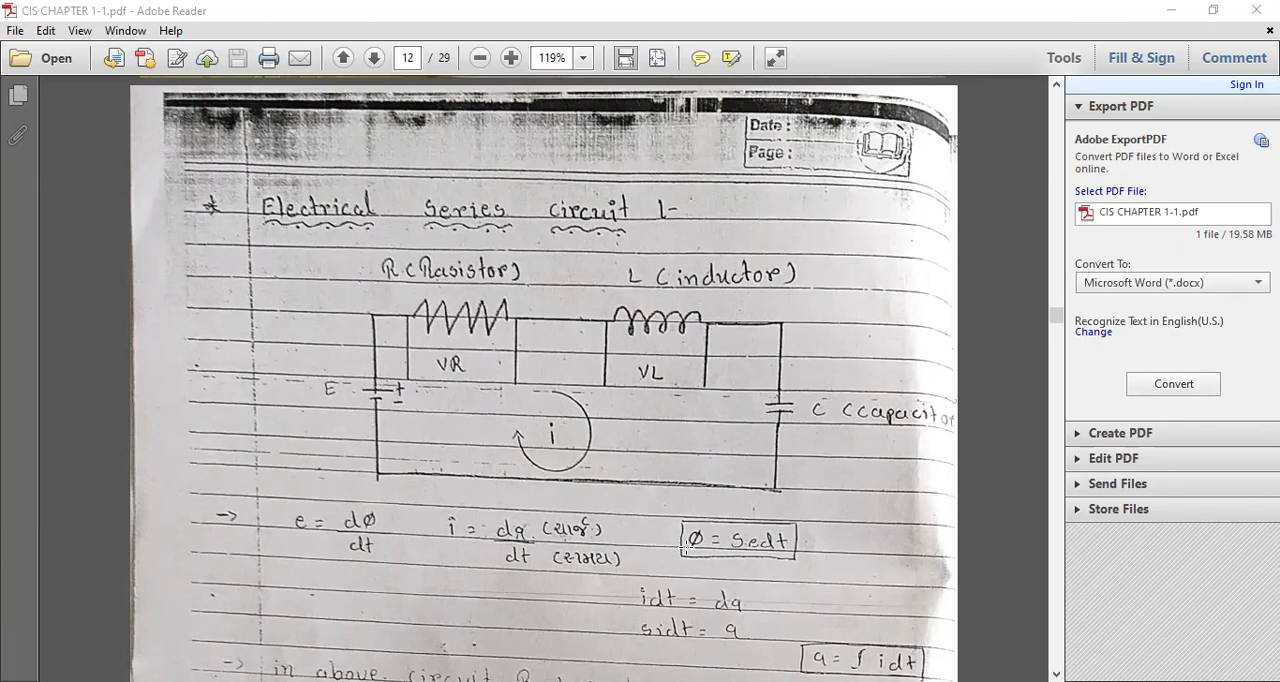 CIS CHAPTER 1-1.pdf - Adobe Reader
File Edit View Window Help
Open 12 / 29 119% Tools Fill & Sign Comment
Sign In
Export PDF
Adobe ExportPDF
Convert PDF files to Word or Excel
online.
Select PDF File:
CIS CHAPTER 1-1.pdf
1 file / 19.58 MB
Convert To:
Microsoft Word (*.docx)
Recognize Text in English(U.S.)
Change
Convert
Create PDF
Edit PDF
Send Files
Store Files
Date :
Page :
* Electrical series circuit :-
R (Rasistor) L (inductor)
VR VL
E + -
C (capacitor
i
→ e = dφ/dt i = dq (ચાર્જ) / dt (સમય) φ = S.edt
idt = dq
sidt = q
q = ∫ idt
→ in above circuit R